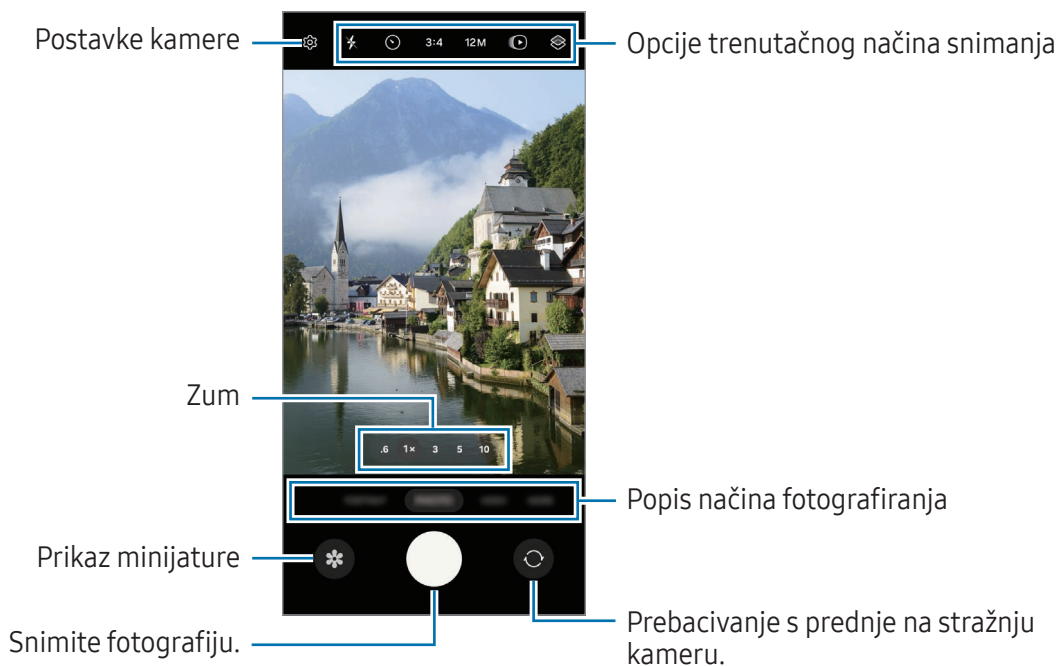 Postavke kamere
3:4
12M
Opcije trenutačnog načina snimanja
Zum
.6 1× 3 5 10
Popis načina fotografiranja
Prikaz minijature
Snimite fotografiju.
Prebacivanje s prednje na stražnju
kameru.